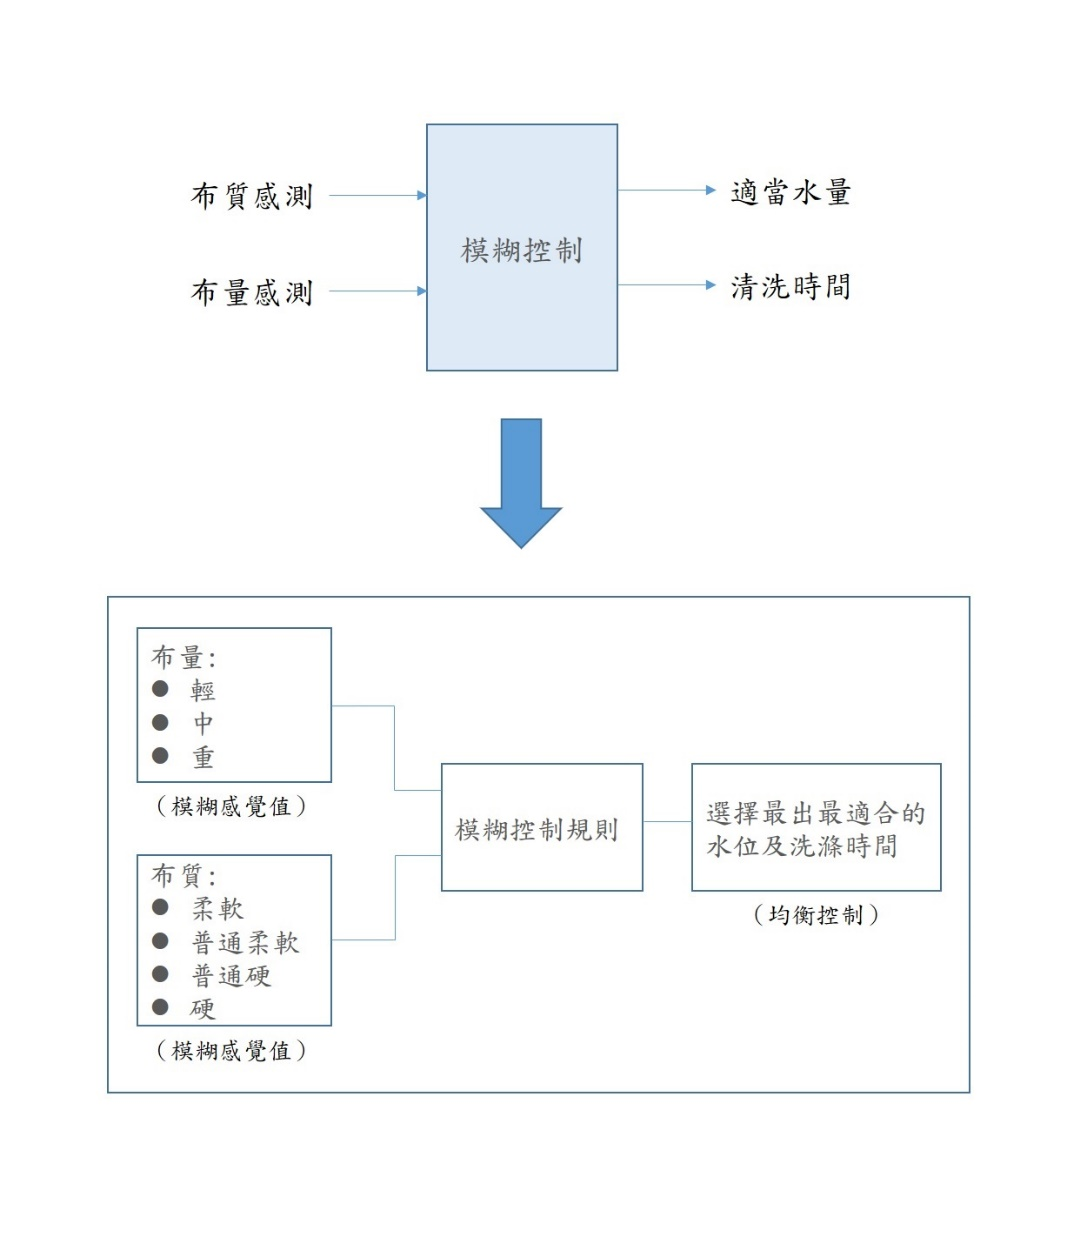 布質感測
布量感測
模糊控制
適當水量
清洗時間
布量:
● 輕
● 中
● 重
（模糊感覺值）
布質:
● 柔軟
● 普通柔軟
● 普通硬
● 硬
（模糊感覺值）
模糊控制規則
選擇最出最適合的
水位及洗滌時間
（均衡控制）